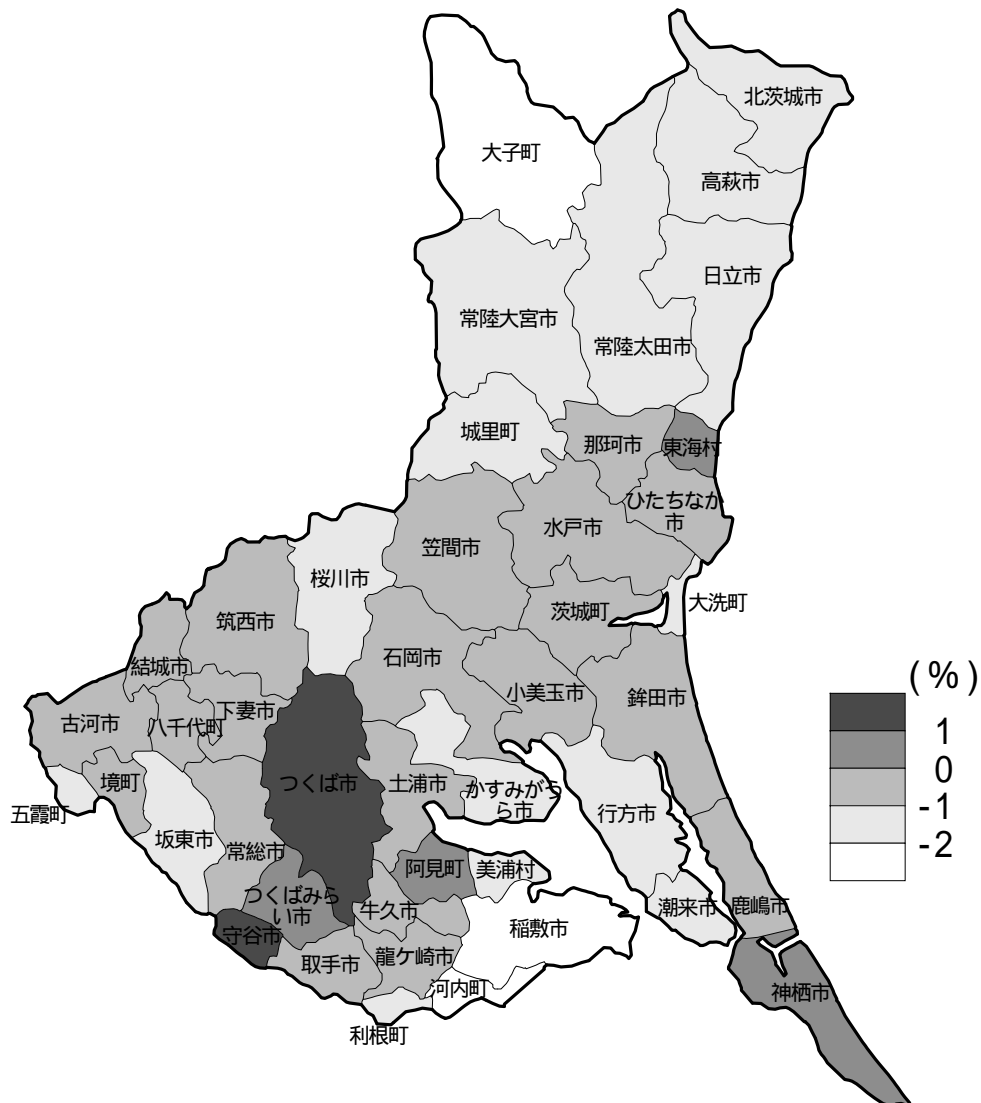 北茨城市
大子町
高萩市
日立市
常陸大宮市
常陸太田市
城里町
那珂市
東海村
ひたちなか
市
水戸市
笠間市
桜川市
茨城町
大洗町
筑西市
石岡市
結城市
小美玉市
鉾田市
下妻市
古河市
八千代町
つくば市
土浦市
境町
かすみがう
ら市
五霞町
行方市
坂東市
常総市
阿見町
美浦村
つくばみら
い市
牛久市
潮来市
鹿嶋市
守谷市
稲敷市
取手市
龍ケ崎市
河内町
神栖市
利根町
(%)
1
0
-1
-2